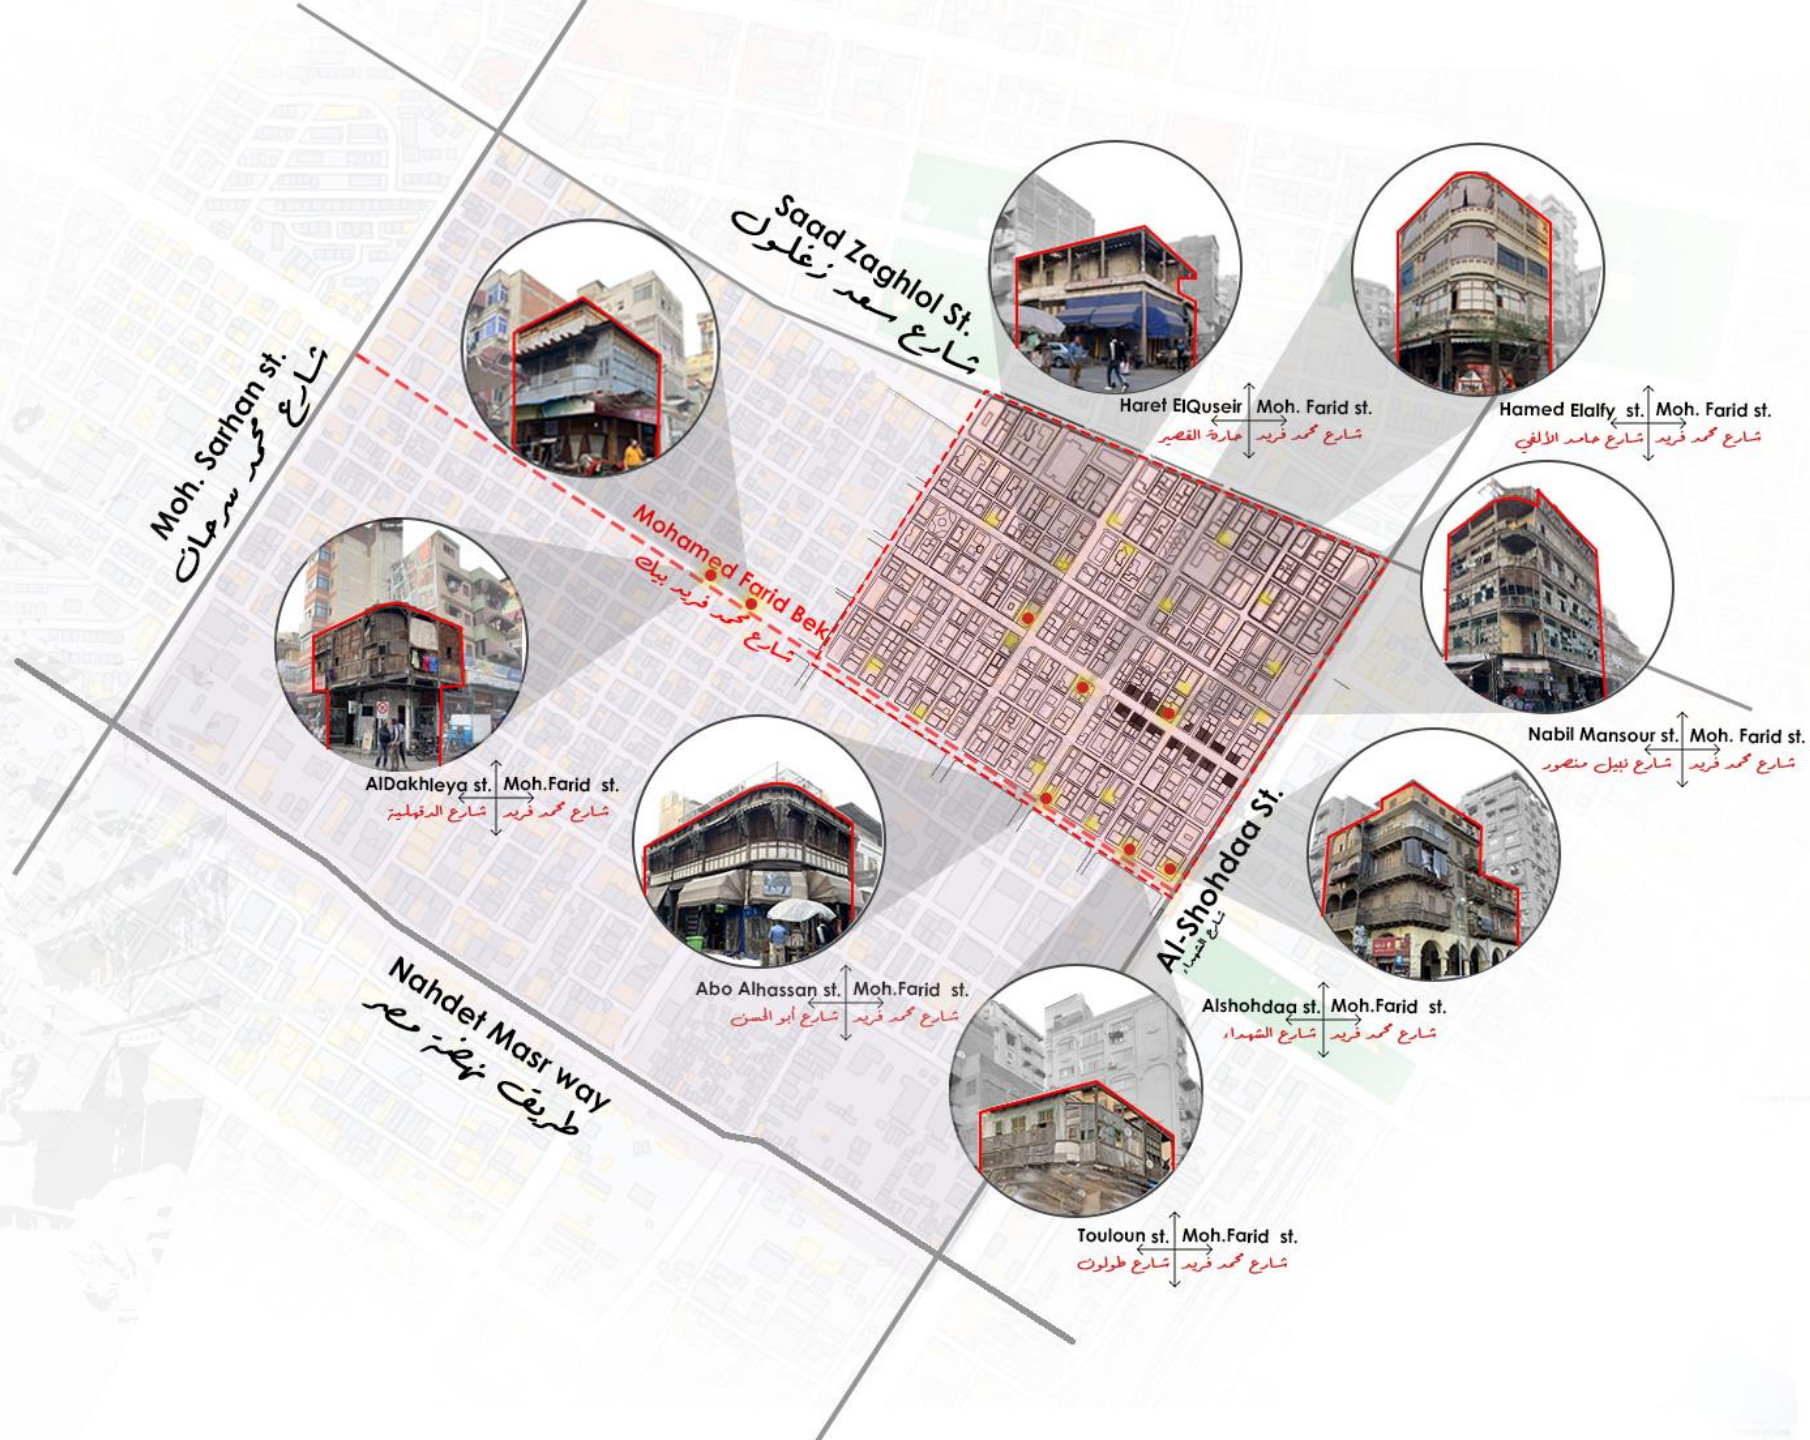 Saad Zaghlol St.
شارع سعد زغلول
Moh. Sarhan st.
شارع محمد سرحان
Mohamed Farid Bek
شارع محمد فريد بيك
Haret ElQuseir Moh. Farid st.
حارة القصير شارع محمد فريد
Hamed Elalfy st. Moh. Farid st.
شارع حامد الألفي شارع محمد فريد
Nabil Mansour st. Moh. Farid st.
شارع نبيل منصور شارع محمد فريد
AlDakhleya st. Moh.Farid st.
شارع الدقهلية شارع محمد فريد
Abo Alhassan st. Moh.Farid st.
شارع أبو الحسن شارع محمد فريد
Al-Shohdaa St.
شارع الشهداء
Alshohdaa st. Moh.Farid st.
شارع الشهداء شارع محمد فريد
Nahdet Masr way
طريق نهضة مصر
Touloun st. Moh.Farid st.
شارع طولون شارع محمد فريد